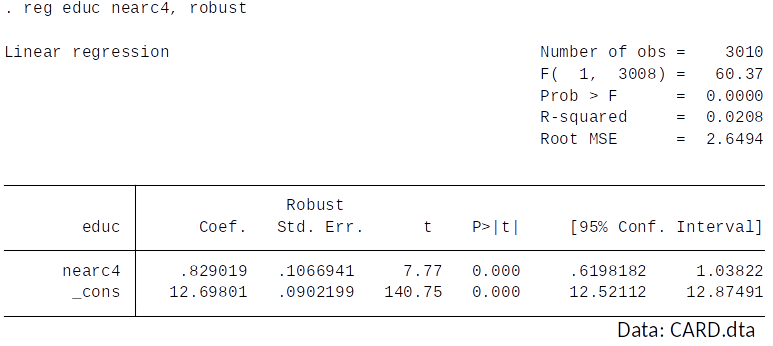 . reg educ nearc4, robust
Linear regression Number of obs = 3010
F( 1, 3008) = 60.37
Prob > F = 0.0000
R-squared = 0.0208
Root MSE = 2.6494
Robust
educ Coef. Std. Err. t P>|t| [95% Conf. Interval]
nearc4 .829019 .1066941 7.77 0.000 .6198182 1.03822
_cons 12.69801 .0902199 140.75 0.000 12.52112 12.87491
Data: CARD.dta